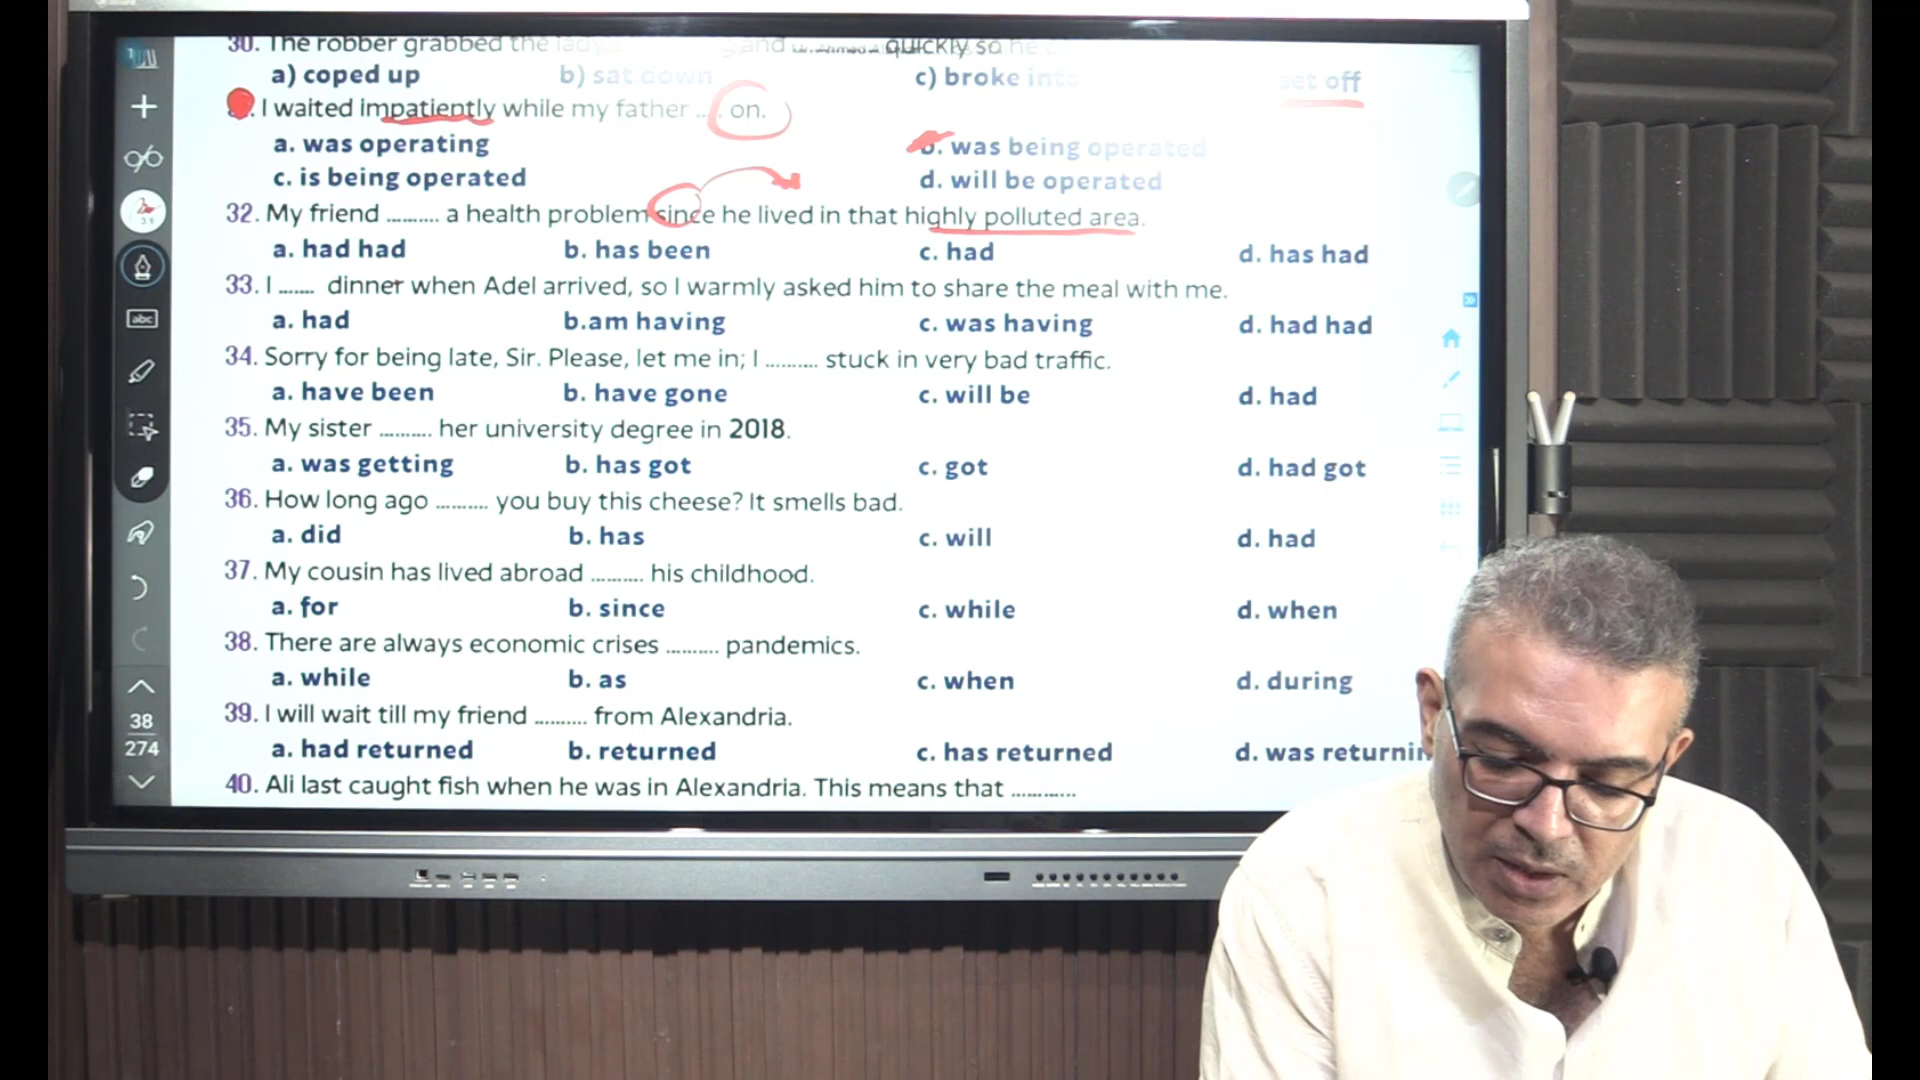 30. The robber grabbed the lady and quickly so he
a) coped up b) sat down c) broke into set off
I waited impatiently while my father .... on.
a. was operating b. was being operated
c. is being operated d. will be operated
32. My friend .......... a health problem since he lived in that highly polluted area.
a. had had b. has been c. had d. has had
33. I ....... dinner when Adel arrived, so I warmly asked him to share the meal with me.
a. had b.am having c. was having d. had had
34. Sorry for being late, Sir. Please, let me in; I .......... stuck in very bad traffic.
a. have been b. have gone c. will be d. had
35. My sister .......... her university degree in 2018.
a. was getting b. has got c. got d. had got
36. How long ago .......... you buy this cheese? It smells bad.
a. did b. has c. will d. had
37. My cousin has lived abroad .......... his childhood.
a. for b. since c. while d. when
38. There are always economic crises .......... pandemics.
a. while b. as c. when d. during
39. I will wait till my friend .......... from Alexandria.
a. had returned b. returned c. has returned d. was returnin
40. Ali last caught fish when he was in Alexandria. This means that ............
abc
38
274